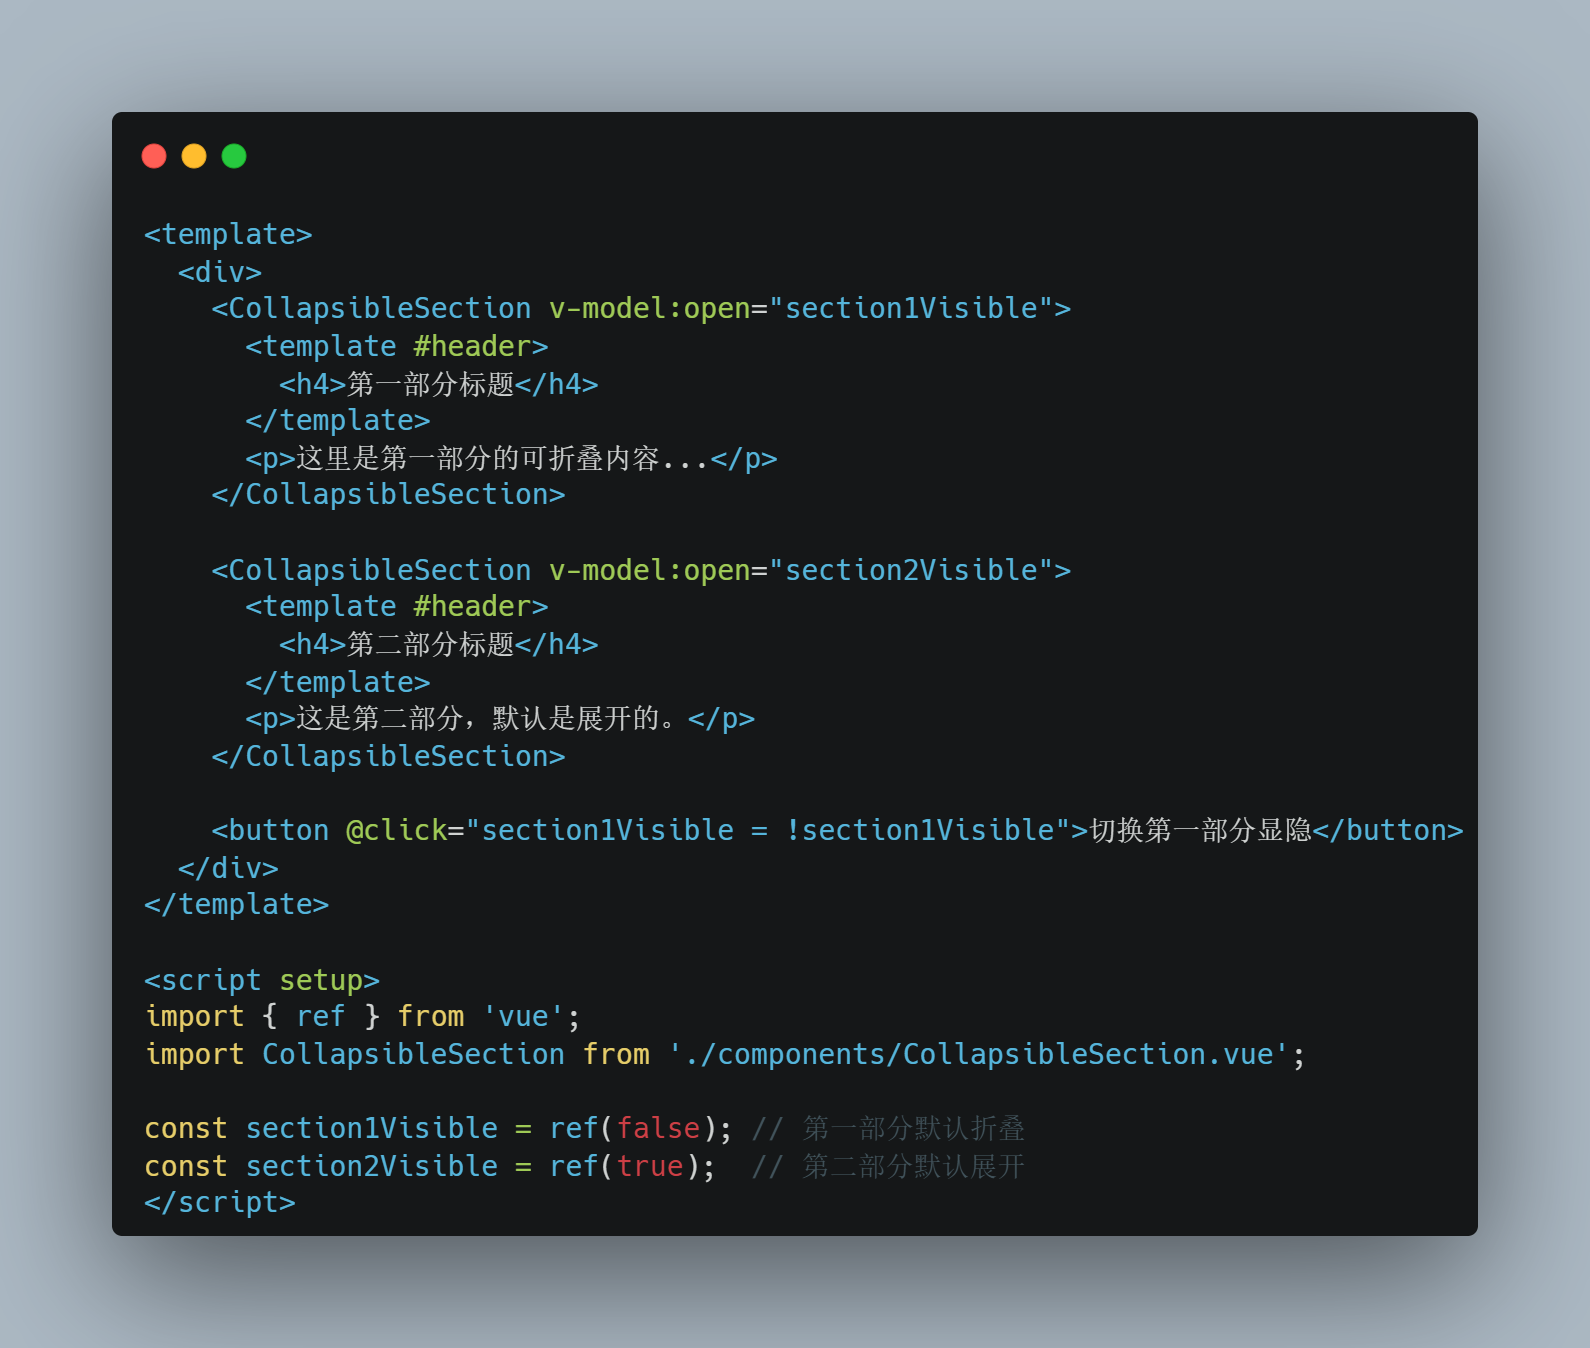 <template>
  <div>
    <CollapsibleSection v-model:open="section1Visible">
      <template #header>
        <h4>第一部分标题</h4>
      </template>
      <p>这里是第一部分的可折叠内容...</p>
    </CollapsibleSection>

    <CollapsibleSection v-model:open="section2Visible">
      <template #header>
        <h4>第二部分标题</h4>
      </template>
      <p>这是第二部分，默认是展开的。</p>
    </CollapsibleSection>

    <button @click="section1Visible = !section1Visible">切换第一部分显隐</button>
  </div>
</template>

<script setup>
import { ref } from 'vue';
import CollapsibleSection from './components/CollapsibleSection.vue';

const section1Visible = ref(false); // 第一部分默认折叠
const section2Visible = ref(true);  // 第二部分默认展开
</script>